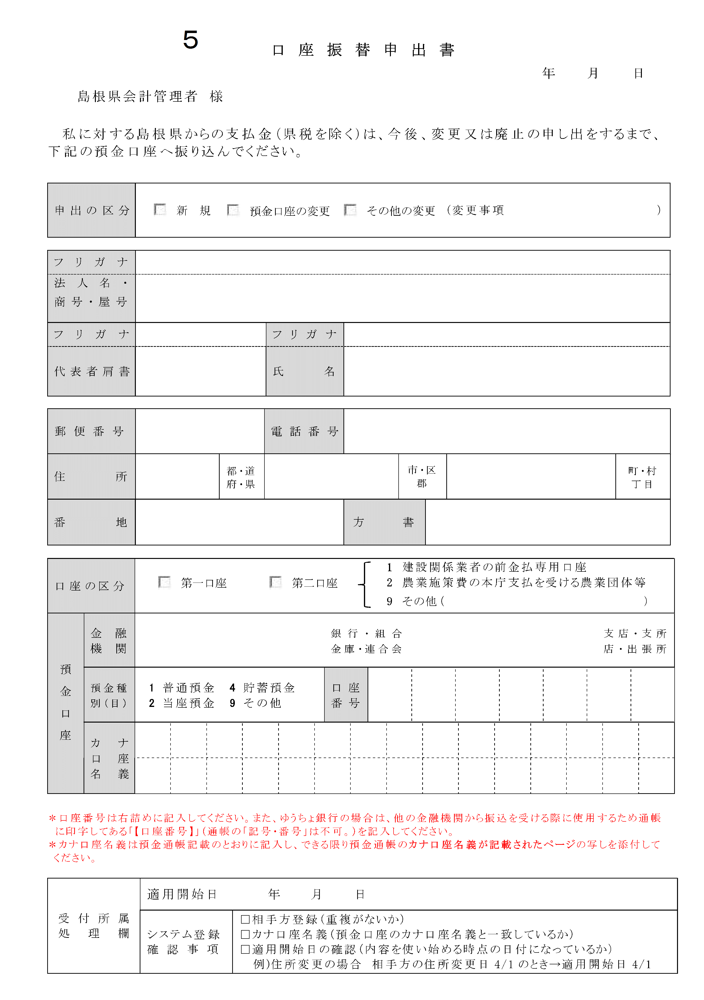 5
口座振替申出書
年　月　日
島根県会計管理者　様
私に対する島根県からの支払金（県税を除く）は、今後、変更又は廃止の申し出をするまで、
下記の預金口座へ振り込んでください。
申出の区分　新　規　預金口座の変更　その他の変更　（変更事項　）
フリガナ
法人名・
商号・屋号
フリガナ　フリガナ
代表者肩書　氏　名
郵便番号　電話番号
住　所　都・道　府・県　市・区　郡　町・村　丁目
番　地　方　書
口座の区分　第一口座　第二口座
1　建設関係業者の前金払専用口座
2　農業施策費の本庁支払を受ける農業団体等
9　その他（　）
預金口座
金融　銀行・組合　支店・支所
機関　金庫・連合会　店・出張所
預金種　1　普通預金　4　貯蓄預金　口座
別（目）　2　当座預金　9　その他　番号
カナ
口座
名義
＊口座番号は右詰めに記入してください。また、ゆうちょ銀行の場合は、他の金融機関から振込を受ける際に使用するため通帳
に印字してある「【口座番号】」（通帳の「記号・番号」は不可。）を記入してください。
＊カナ口座名義は預金通帳記載のとおりに記入し、できる限り預金通帳のカナ口座名義が記載されたページの写しを添付して
ください。
受付所属
処理欄
適用開始日　年　月　日
システム登録
確認事項
□相手方登録（重複がないか）
□カナ口座名義（預金口座のカナ口座名義と一致しているか）
□適用開始日の確認（内容を使い始める時点の日付になっているか）
例）住所変更の場合　相手方の住所変更日 4/1 のとき→適用開始日 4/1